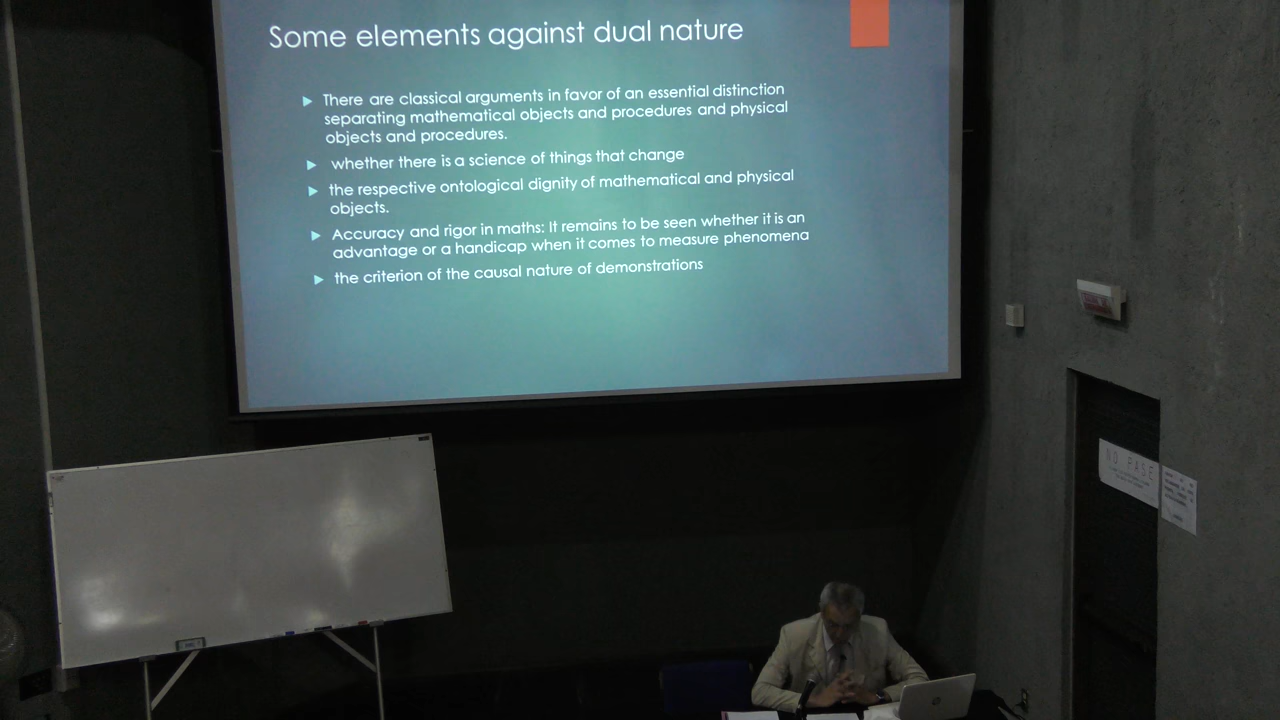 Some elements against dual nature
There are classical arguments in favor of an essential distinction
separating mathematical objects and procedures and physical
objects and procedures.
whether there is a science of things that change
the respective ontological dignity of mathematical and physical
objects.
Accuracy and rigor in maths: It remains to be seen whether it is an
advantage or a handicap when it comes to measure phenomena
the criterion of the causal nature of demonstrations
NO PASE